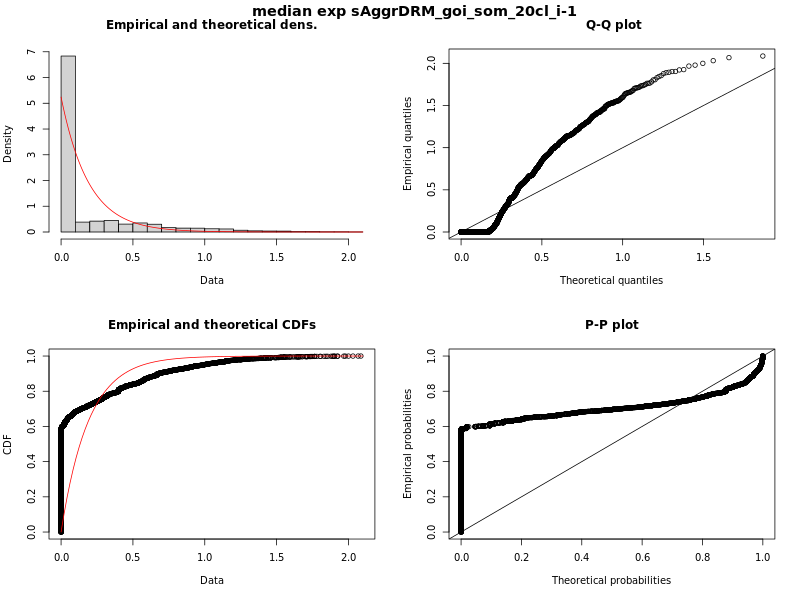 median exp sAggrDRM_goi_som_20cl_i-1
Empirical and theoretical dens.
Density
0 1 2 3 4 5 6 7
0.0 0.5 1.0 1.5 2.0
Data
Q-Q plot
Empirical quantiles
0.0 0.5 1.0 1.5 2.0
0.0 0.5 1.0 1.5
Theoretical quantiles
Empirical and theoretical CDFs
CDF
0.0 0.2 0.4 0.6 0.8 1.0
0.0 0.5 1.0 1.5 2.0
Data
P-P plot
Empirical probabilities
0.0 0.2 0.4 0.6 0.8 1.0
0.0 0.2 0.4 0.6 0.8 1.0
Theoretical probabilities